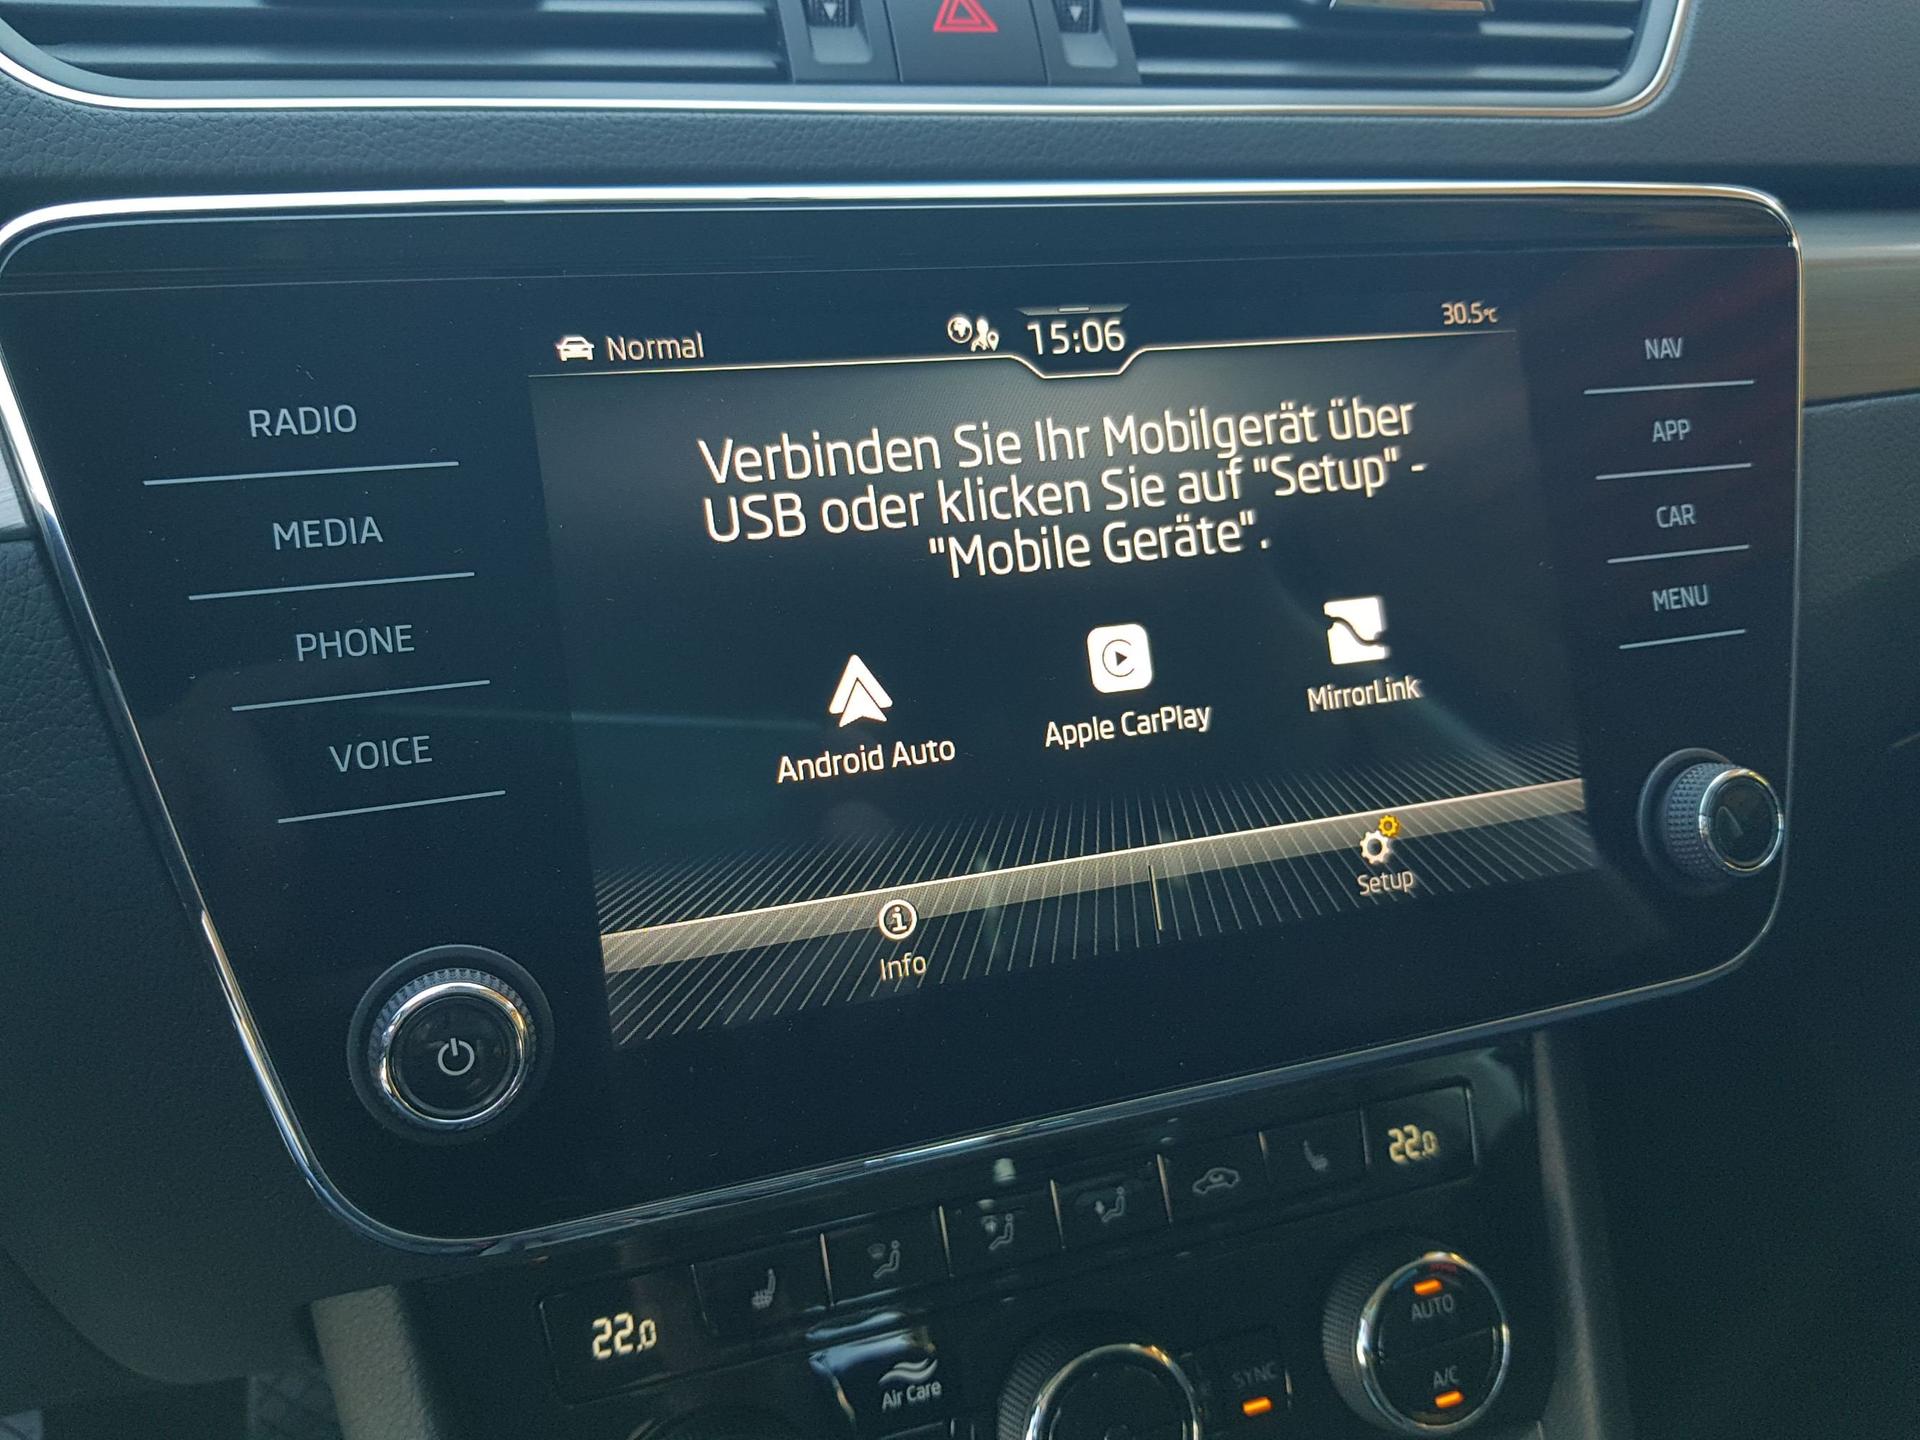 Normal
15:06
30.5°C
RADIO
MEDIA
PHONE
VOICE
Verbinden Sie Ihr Mobilgerät über
USB oder klicken Sie auf "Setup" -
"Mobile Geräte".
Android Auto
Apple CarPlay
MirrorLink
Info
Setup
NAV
APP
CAR
MENU
22.0
22.0
Air Care
SYNC
AUTO
A/C